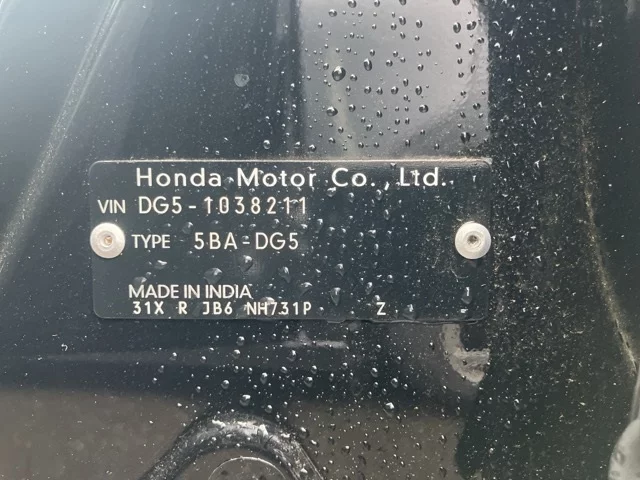 Honda Motor Co., Ltd.
VIN DG5-1038211
TYPE 5BA-DG5
MADE IN INDIA
31X R JB6 NH731P Z